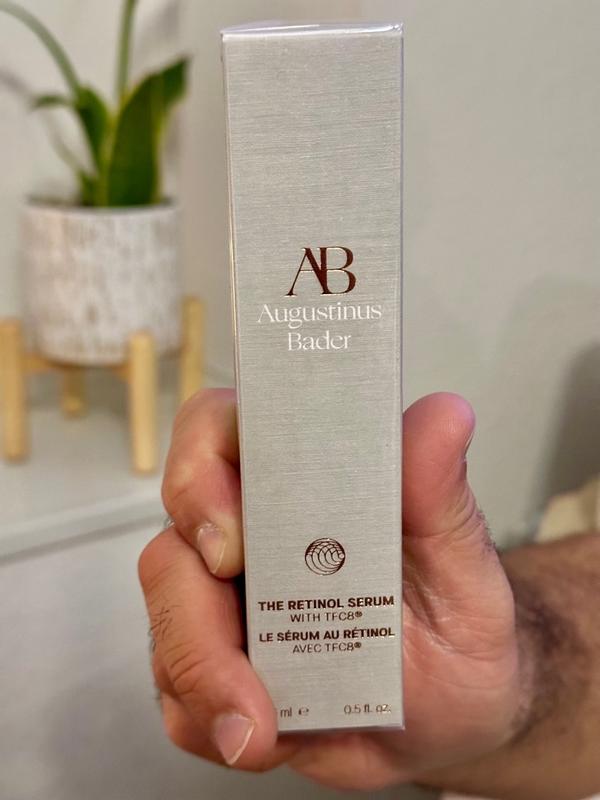 AB
Augustinus
Bader
THE RETINOL SERUM
WITH TFC8®
LE SÉRUM AU RÉTINOL
AVEC TFC8®
ml ℮ 0.5 fl. oz.